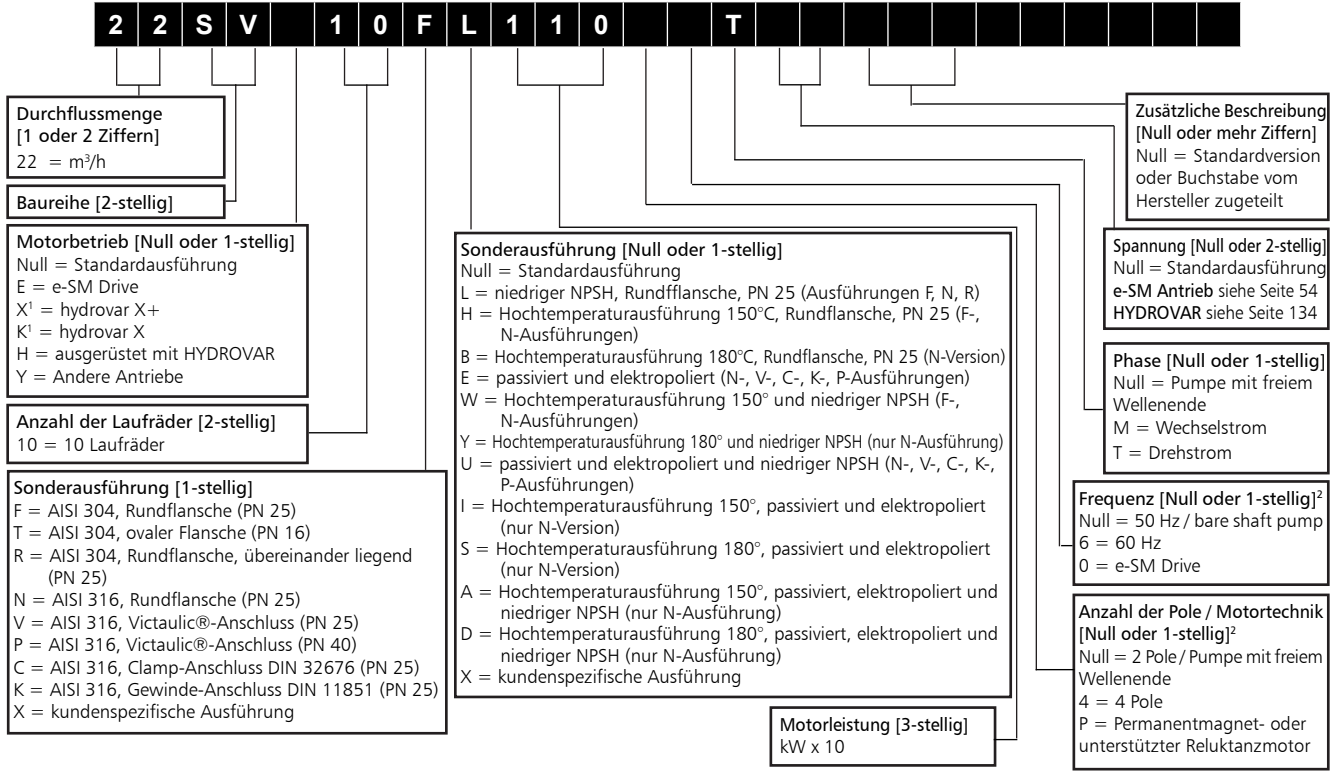 22SV 10FL110 T
Durchflussmenge
[1 oder 2 Ziffern]
22 = m³/h
Baureihe [2-stellig]
Motorbetrieb [Null oder 1-stellig]
Null = Standardausführung
E = e-SM Drive
X¹ = hydrovar X+
K¹ = hydrovar X
H = ausgerüstet mit HYDROVAR
Y = Andere Antriebe
Anzahl der Laufräder [2-stellig]
10 = 10 Laufräder
Sonderausführung [1-stellig]
F = AISI 304, Rundflansche (PN 25)
T = AISI 304, ovaler Flansche (PN 16)
R = AISI 304, Rundflansche, übereinander liegend
(PN 25)
N = AISI 316, Rundflansche (PN 25)
V = AISI 316, Victaulic®-Anschluss (PN 25)
P = AISI 316, Victaulic®-Anschluss (PN 40)
C = AISI 316, Clamp-Anschluss DIN 32676 (PN 25)
K = AISI 316, Gewinde-Anschluss DIN 11851 (PN 25)
X = kundenspezifische Ausführung
Sonderausführung [Null oder 1-stellig]
Null = Standardausführung
L = niedriger NPSH, Rundfflansche, PN 25 (Ausführungen F, N, R)
H = Hochtemperaturausführung 150°C, Rundflansche, PN 25 (F-,
N-Ausführungen)
B = Hochtemperaturausführung 180°C, Rundflansche, PN 25 (N-Version)
E = passiviert und elektropoliert (N-, V-, C-, K-, P-Ausführungen)
W = Hochtemperaturausführung 150° und niedriger NPSH (F-,
N-Ausführungen)
Y = Hochtemperaturausführung 180° und niedriger NPSH (nur N-Ausführung)
U = passiviert und elektropoliert und niedriger NPSH (N-, V-, C-, K-,
P-Ausführungen)
I = Hochtemperaturausführung 150°, passiviert und elektropoliert
(nur N-Version)
S = Hochtemperaturausführung 180°, passiviert und elektropoliert
(nur N-Version)
A = Hochtemperaturausführung 150°, passiviert, elektropoliert und
niedriger NPSH (nur N-Ausführung)
D = Hochtemperaturausführung 180°, passiviert, elektropoliert und
niedriger NPSH (nur N-Ausführung)
X = kundenspezifische Ausführung
Motorleistung [3-stellig]
kW x 10
Zusätzliche Beschreibung
[Null oder mehr Ziffern]
Null = Standardversion
oder Buchstabe vom
Hersteller zugeteilt
Spannung [Null oder 2-stellig]
Null = Standardausführung
e-SM Antrieb siehe Seite 54
HYDROVAR siehe Seite 134
Phase [Null oder 1-stellig]
Null = Pumpe mit freiem
Wellenende
M = Wechselstrom
T = Drehstrom
Frequenz [Null oder 1-stellig]²
Null = 50 Hz / bare shaft pump
6 = 60 Hz
0 = e-SM Drive
Anzahl der Pole / Motortechnik
[Null oder 1-stellig]²
Null = 2 Pole / Pumpe mit freiem
Wellenende
4 = 4 Pole
P = Permanentmagnet- oder
unterstützter Reluktanzmotor